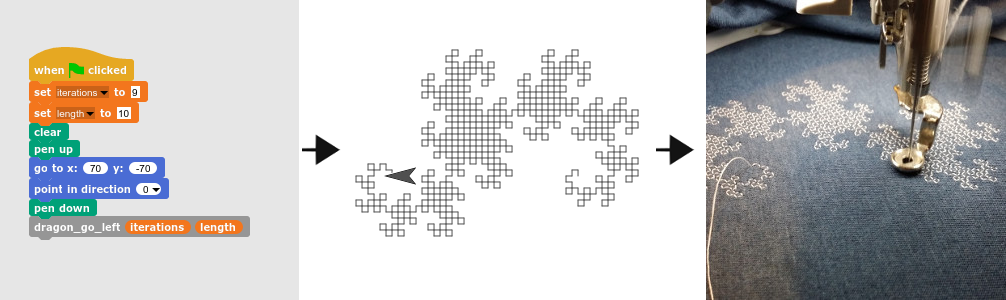 when clicked
set iterations to 9
set length to 10
clear
pen up
go to x: 70 y: -70
point in direction 0
pen down
dragon_go_left iterations length